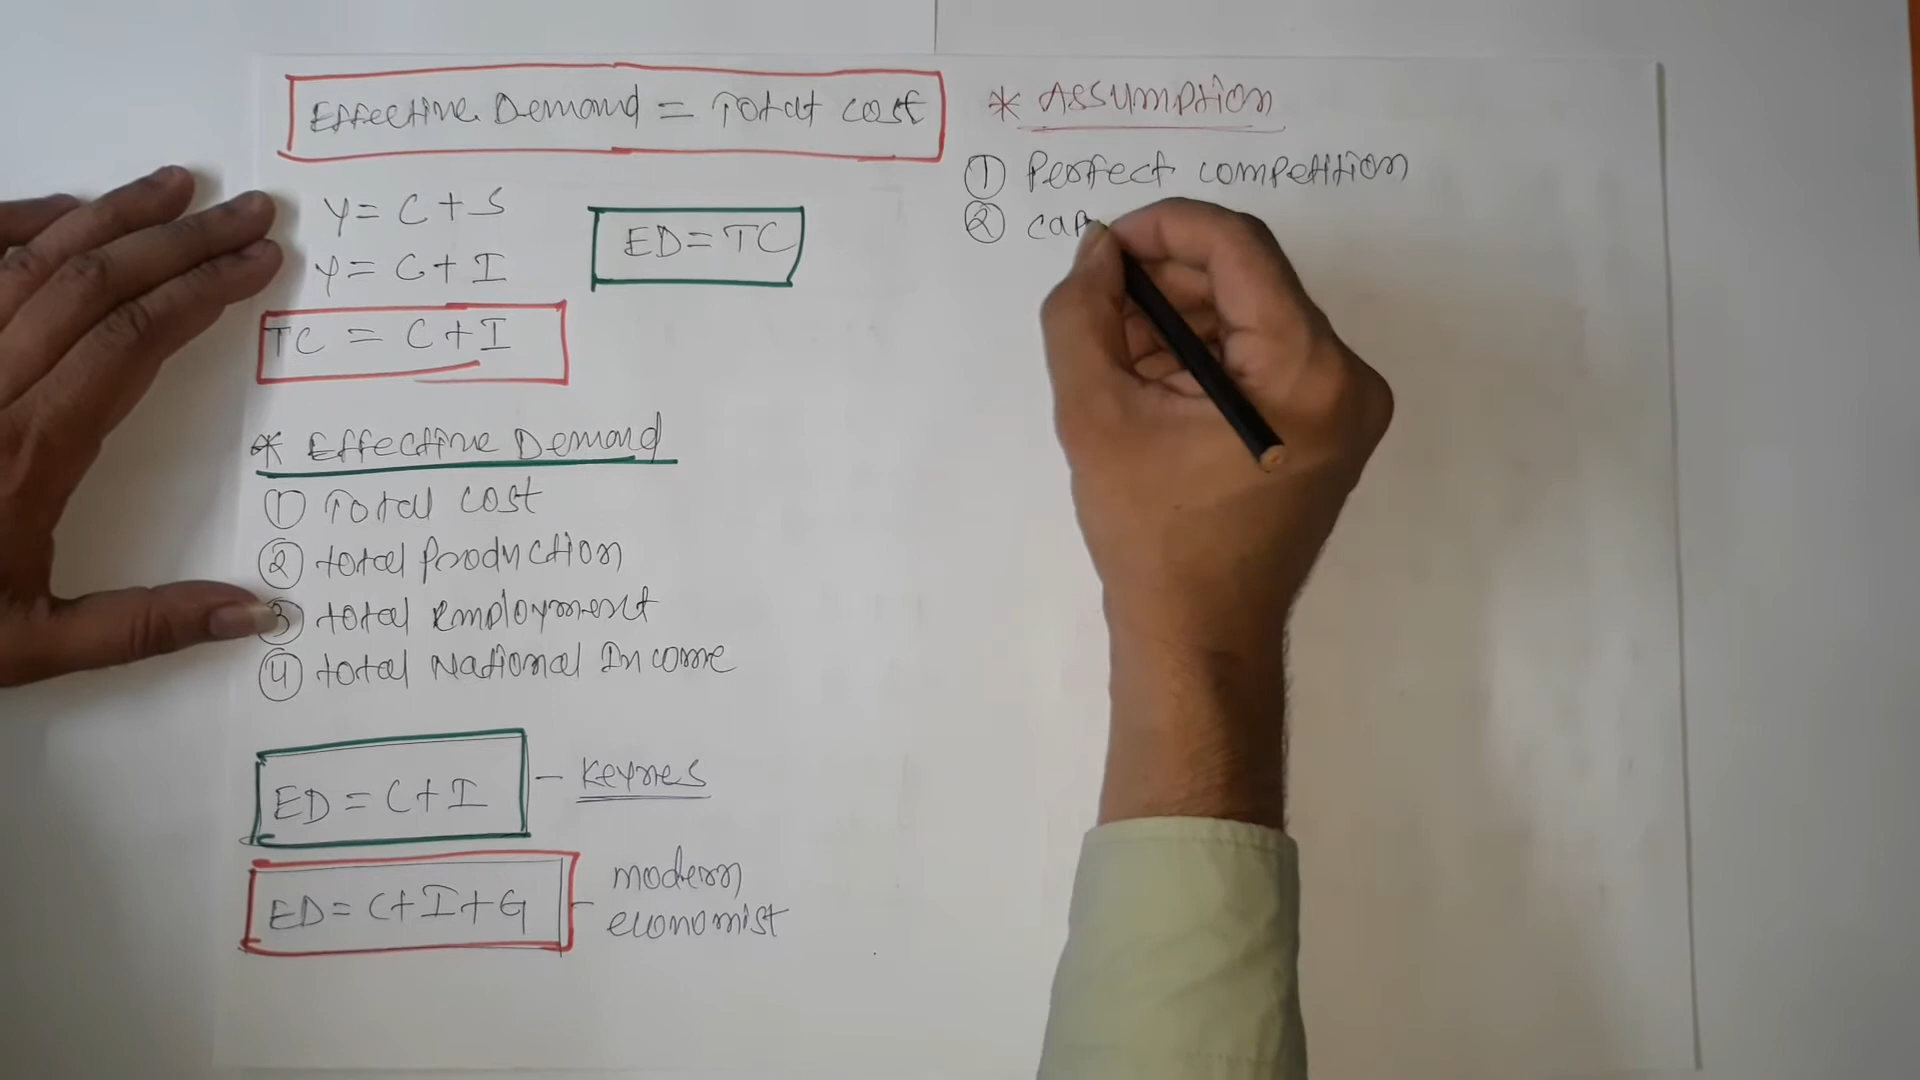 Effective Demand = Total cost
Y = C + S
Y = C + I
ED = TC
TC = C + I
* Effective Demand
① Total cost
② total production
③ total employment
④ total National Income
ED = C + I - Keynes
ED = C + I + G - modern
economist
* Assumption
① Perfect competition
② cap